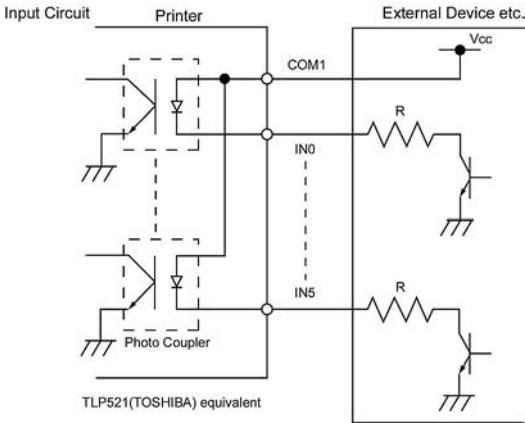 Input Circuit
Printer
External Device etc.
Vcc
COM1
R
IN0
IN5
R
Photo Coupler
TLP521(TOSHIBA) equivalent